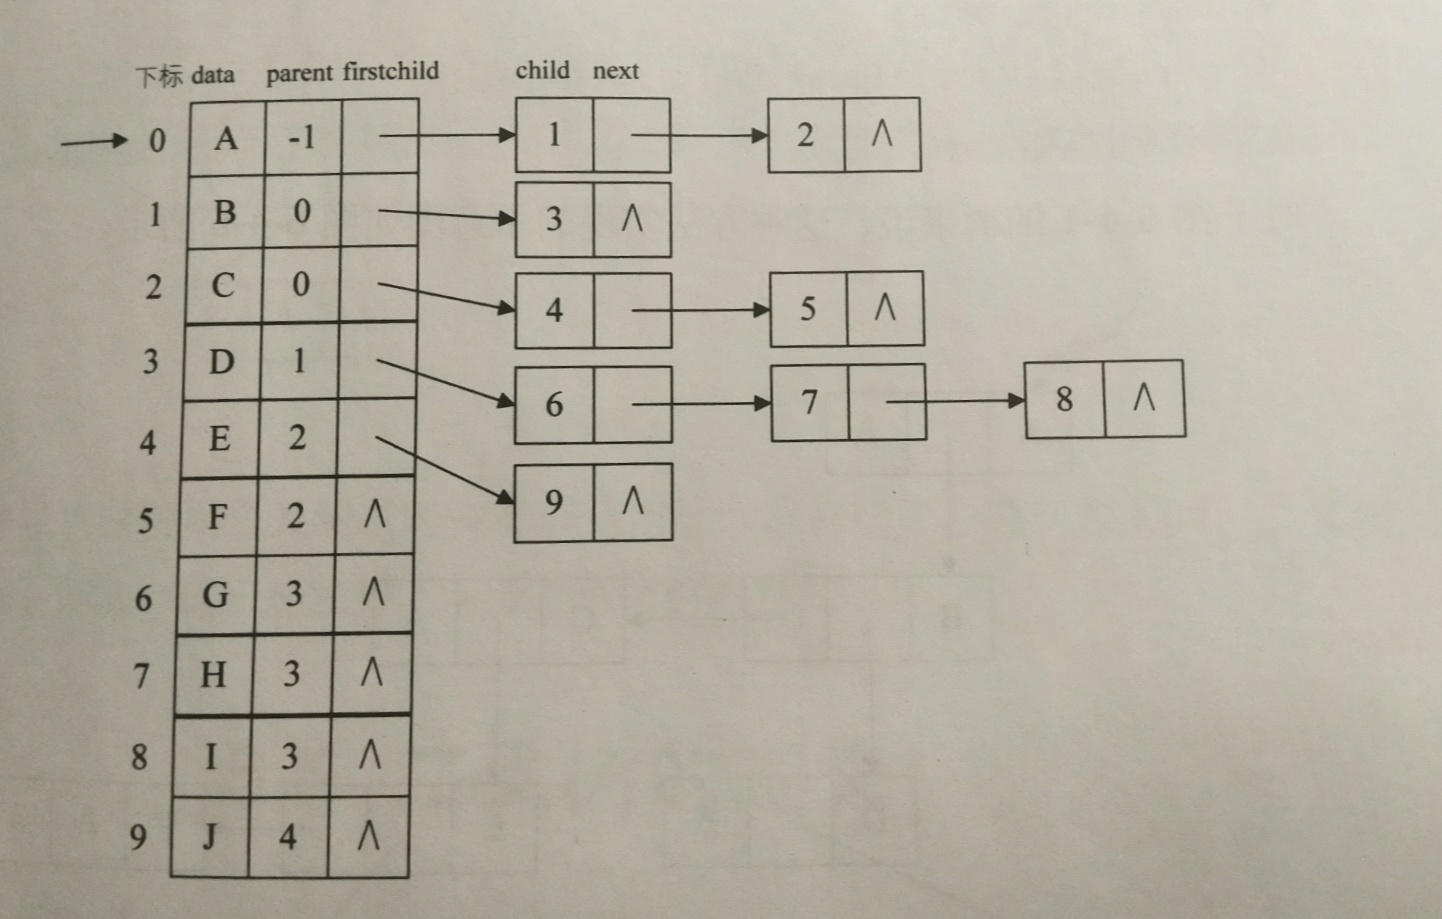 下标 data parent firstchild child next
0 A -1 1 2 ∧
1 B 0 3 ∧
2 C 0 4 5 ∧
3 D 1 6 7 8 ∧
4 E 2 9 ∧
5 F 2 ∧
6 G 3 ∧
7 H 3 ∧
8 I 3 ∧
9 J 4 ∧